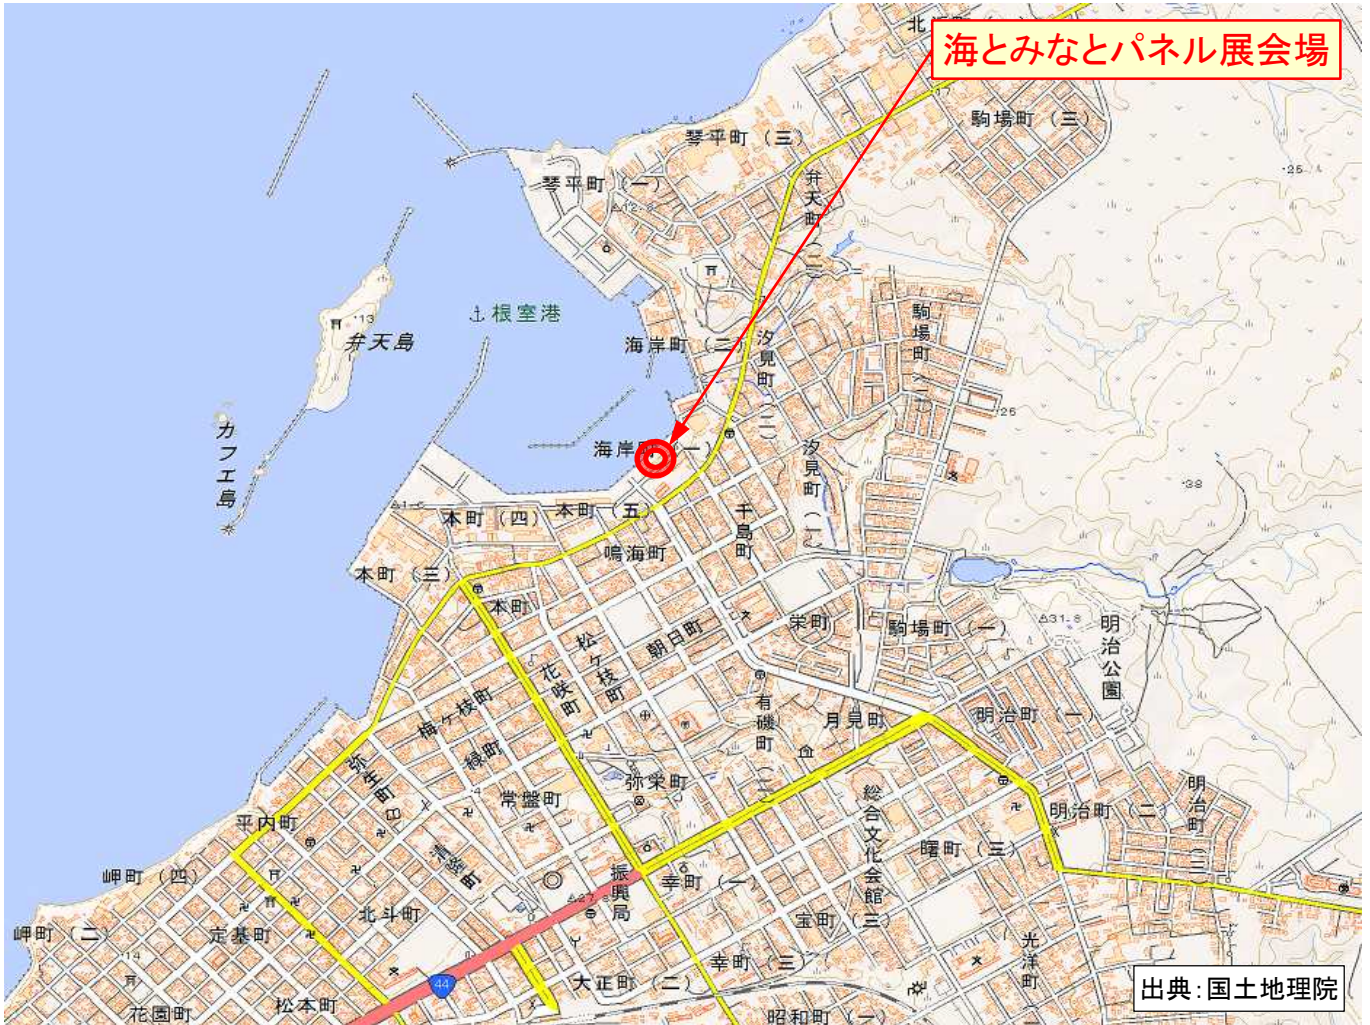 北浜町（一）
海とみなとパネル展会場
駒場町（三）
琴平町（三）
琴平町（一）
弁天町（二）
根室港
弁天島
海岸町（二）
汐見町（二）
駒場町（二）
カフエ島
海岸町（一）
汐見町（一）
本町（四）
本町（五）
千島町
鳴海町
本町（三）
本町
松ヶ枝町
朝日町
栄町
駒場町（一）
明治公園
花咲町
梅ヶ枝町
緑町
弥生町
有磯町（二）
月見町
明治町（一）
弥栄町
常盤町
平内町
清隆町
総合文化会館
明治町（二）
明治町（三）
曙町（三）
岬町（四）
振興局
幸町（一）
北斗町
定基町
宝町（三）
岬町（二）
幸町（三）
光洋町
大正町（二）
44
松本町
花園町
昭和町（一）
出典：国土地理院